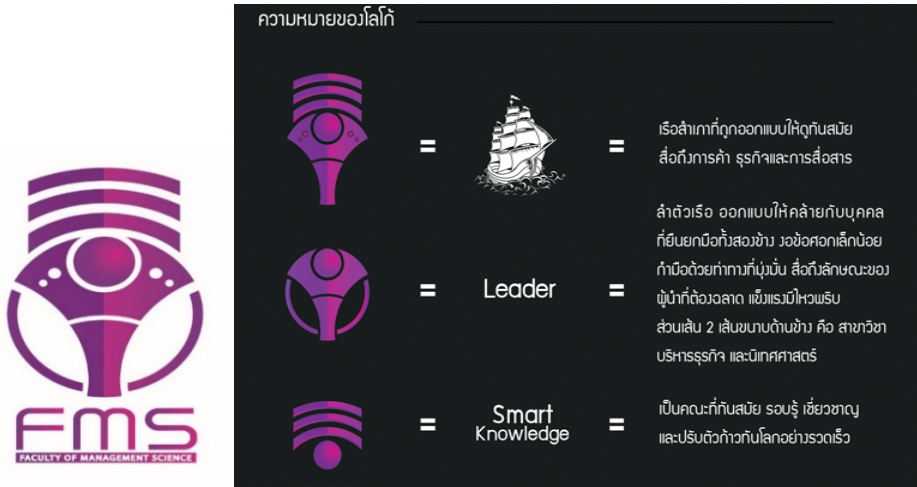 ความหมายของโลโก้
=
=
เรือสำเภาที่ถูกออกแบบให้ดูทันสมัย
สื่อถึงการค้า ธุรกิจและการสื่อสาร
=
Leader
=
ลำตัวเรือ ออกแบบให้คล้ายกับบุคคล
ที่ยืนยกมือทั้งสองข้าง งอข้อศอกเล็กน้อย
กำมือด้วยท่าทางที่มุ่งมั่น สื่อถึงลักษณะของ
ผู้นำที่ต้องฉลาด แข็งแรงมีไหวพริบ
ส่วนเส้น 2 เส้นขนาบด้านข้าง คือ สาขาวิชา
บริหารธุรกิจ และนิเทศศาสตร์
=
Smart
Knowledge
=
เป็นคณะที่ทันสมัย รอบรู้ เชี่ยวชาญ
และปรับตัวก้าวทันโลกอย่างรวดเร็ว
FMS
FACULTY OF MANAGEMENT SCIENCE